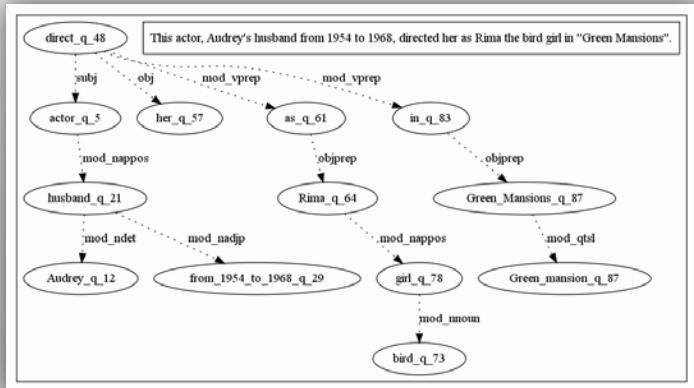 direct_q_48
This actor, Audrey's husband from 1954 to 1968, directed her as Rima the bird girl in "Green Mansions".
subj
obj
mod_vprep
mod_vprep
actor_q_5
her_q_57
as_q_61
in_q_83
mod_nappos
objprep
objprep
husband_q_21
Rima_q_64
Green_Mansions_q_87
mod_ndet
mod_nadjp
mod_nappos
mod_qtsl
Audrey_q_12
from_1954_to_1968_q_29
girl_q_78
Green_mansion_q_87
mod_nnoun
bird_q_73